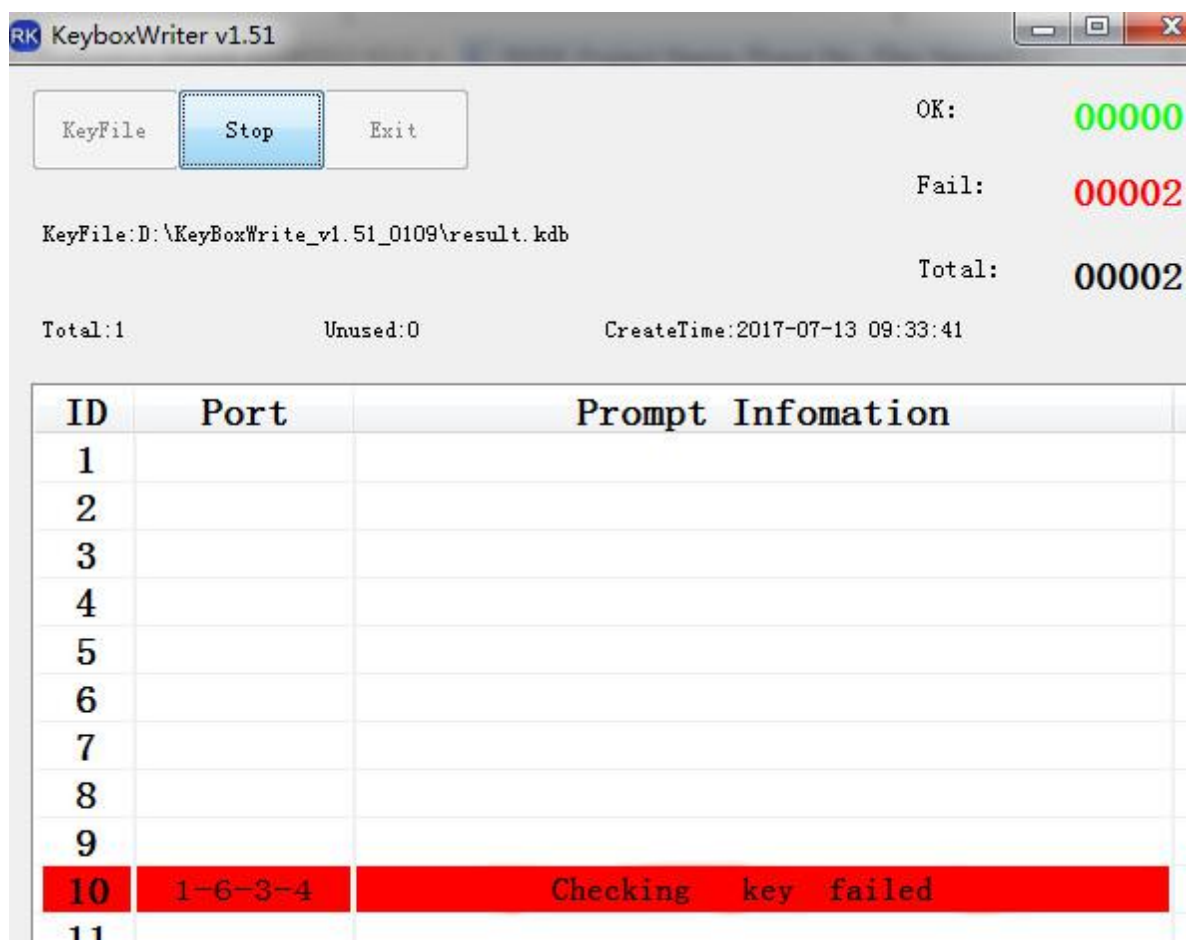 RK KeyboxWriter v1.51
KeyFile Stop Exit
OK: 00000
Fail: 00002
KeyFile:D:\KeyBoxWrite_v1.51_0109\result.kdb
Total: 00002
Total:1 Unused:0 CreateTime:2017-07-13 09:33:41
ID Port Prompt Infomation
1
2
3
4
5
6
7
8
9
10 1-6-3-4 Checking key failed
11